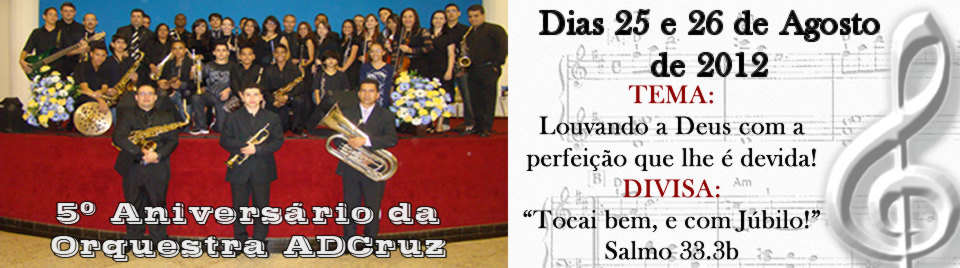 5º Aniversário da
Orquestra ADCruz
Dias 25 e 26 de Agosto
de 2012
TEMA:
Louvando a Deus com a
perfeição que lhe é devida!
DIVISA:
“Tocai bem, e com Júbilo!”
Salmo 33.3b
B
D
Am